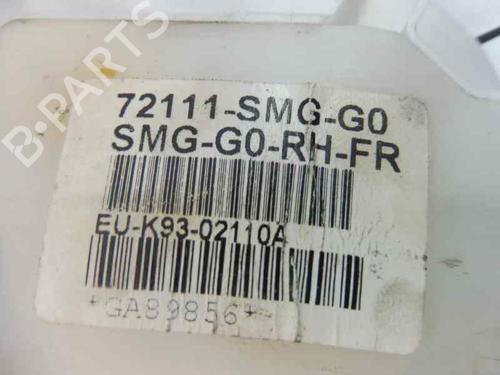 B-PARTS
72111-SMG-G0
SMG-G0-RH-FR
EU-K93-02110A
*GA89856*